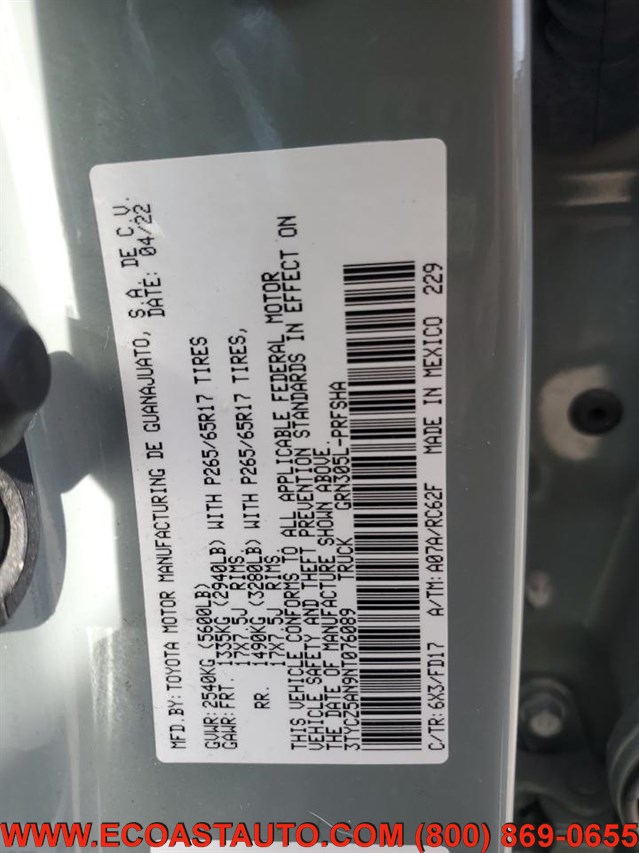 MFD.BY:TOYOTA MOTOR MANUFACTURING DE GUANAJUATO, S.A. DE C.V.
DATE: 04/22
GVWR:2540KG (5600LB)
GAWR:FRT. 1335KG (2940LB) WITH P265/65R17 TIRES
17X7.5J RIMS
RR. 1490KG (3280LB) WITH P265/65R17 TIRES,
17X7.5J RIMS.
THIS VEHICLE CONFORMS TO ALL APPLICABLE FEDERAL MOTOR
VEHICLE SAFETY AND THEFT PREVENTION STANDARDS IN EFFECT ON
THE DATE OF MANUFACTURE SHOWN ABOVE.
3TYCZ5AN9NT076089 TRUCK GRN305L-PRFSHA
C/TR:6X3/FD17 A/TM:A07A/RC62F MADE IN MEXICO 229
WWW.ECOASTAUTO.COM (800) 869-0655